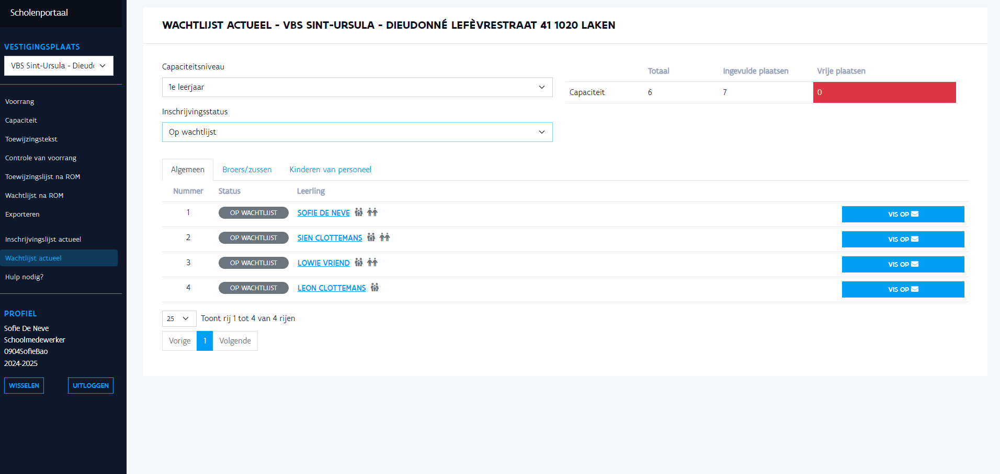 Scholenportaal
VESTIGINGSPLAATS
VBS Sint-Ursula - Dieud
Voorrang
Capaciteit
Toewijzingstekst
Controle van voorrang
Toewijzingslijst na ROM
Wachtlijst na ROM
Exporteren
Inschrijvingslijst actueel
Wachtlijst actueel
Hulp nodig?
PROFIEL
Sofie De Neve
Schoolmedewerker
0904SofieBao
2024-2025
WISSELEN UITLOGGEN
WACHTLIJST ACTUEEL - VBS SINT-URSULA - DIEUDONNÉ LEFÈVRESTRAAT 41 1020 LAKEN
Capaciteitsniveau
1e leerjaar
Inschrijvingsstatus
Op wachtlijst
Totaal Ingevulde plaatsen Vrije plaatsen
Capaciteit 6 7 0
Algemeen Broers/zussen Kinderen van personeel
Nummer Status Leerling
1 OP WACHTLIJST SOFIE DE NEVE VIS OP
2 OP WACHTLIJST SIEN CLOTTEMANS VIS OP
3 OP WACHTLIJST LOWIE VRIEND VIS OP
4 OP WACHTLIJST LEON CLOTTEMANS VIS OP
25 Toont rij 1 tot 4 van 4 rijen
Vorige 1 Volgende